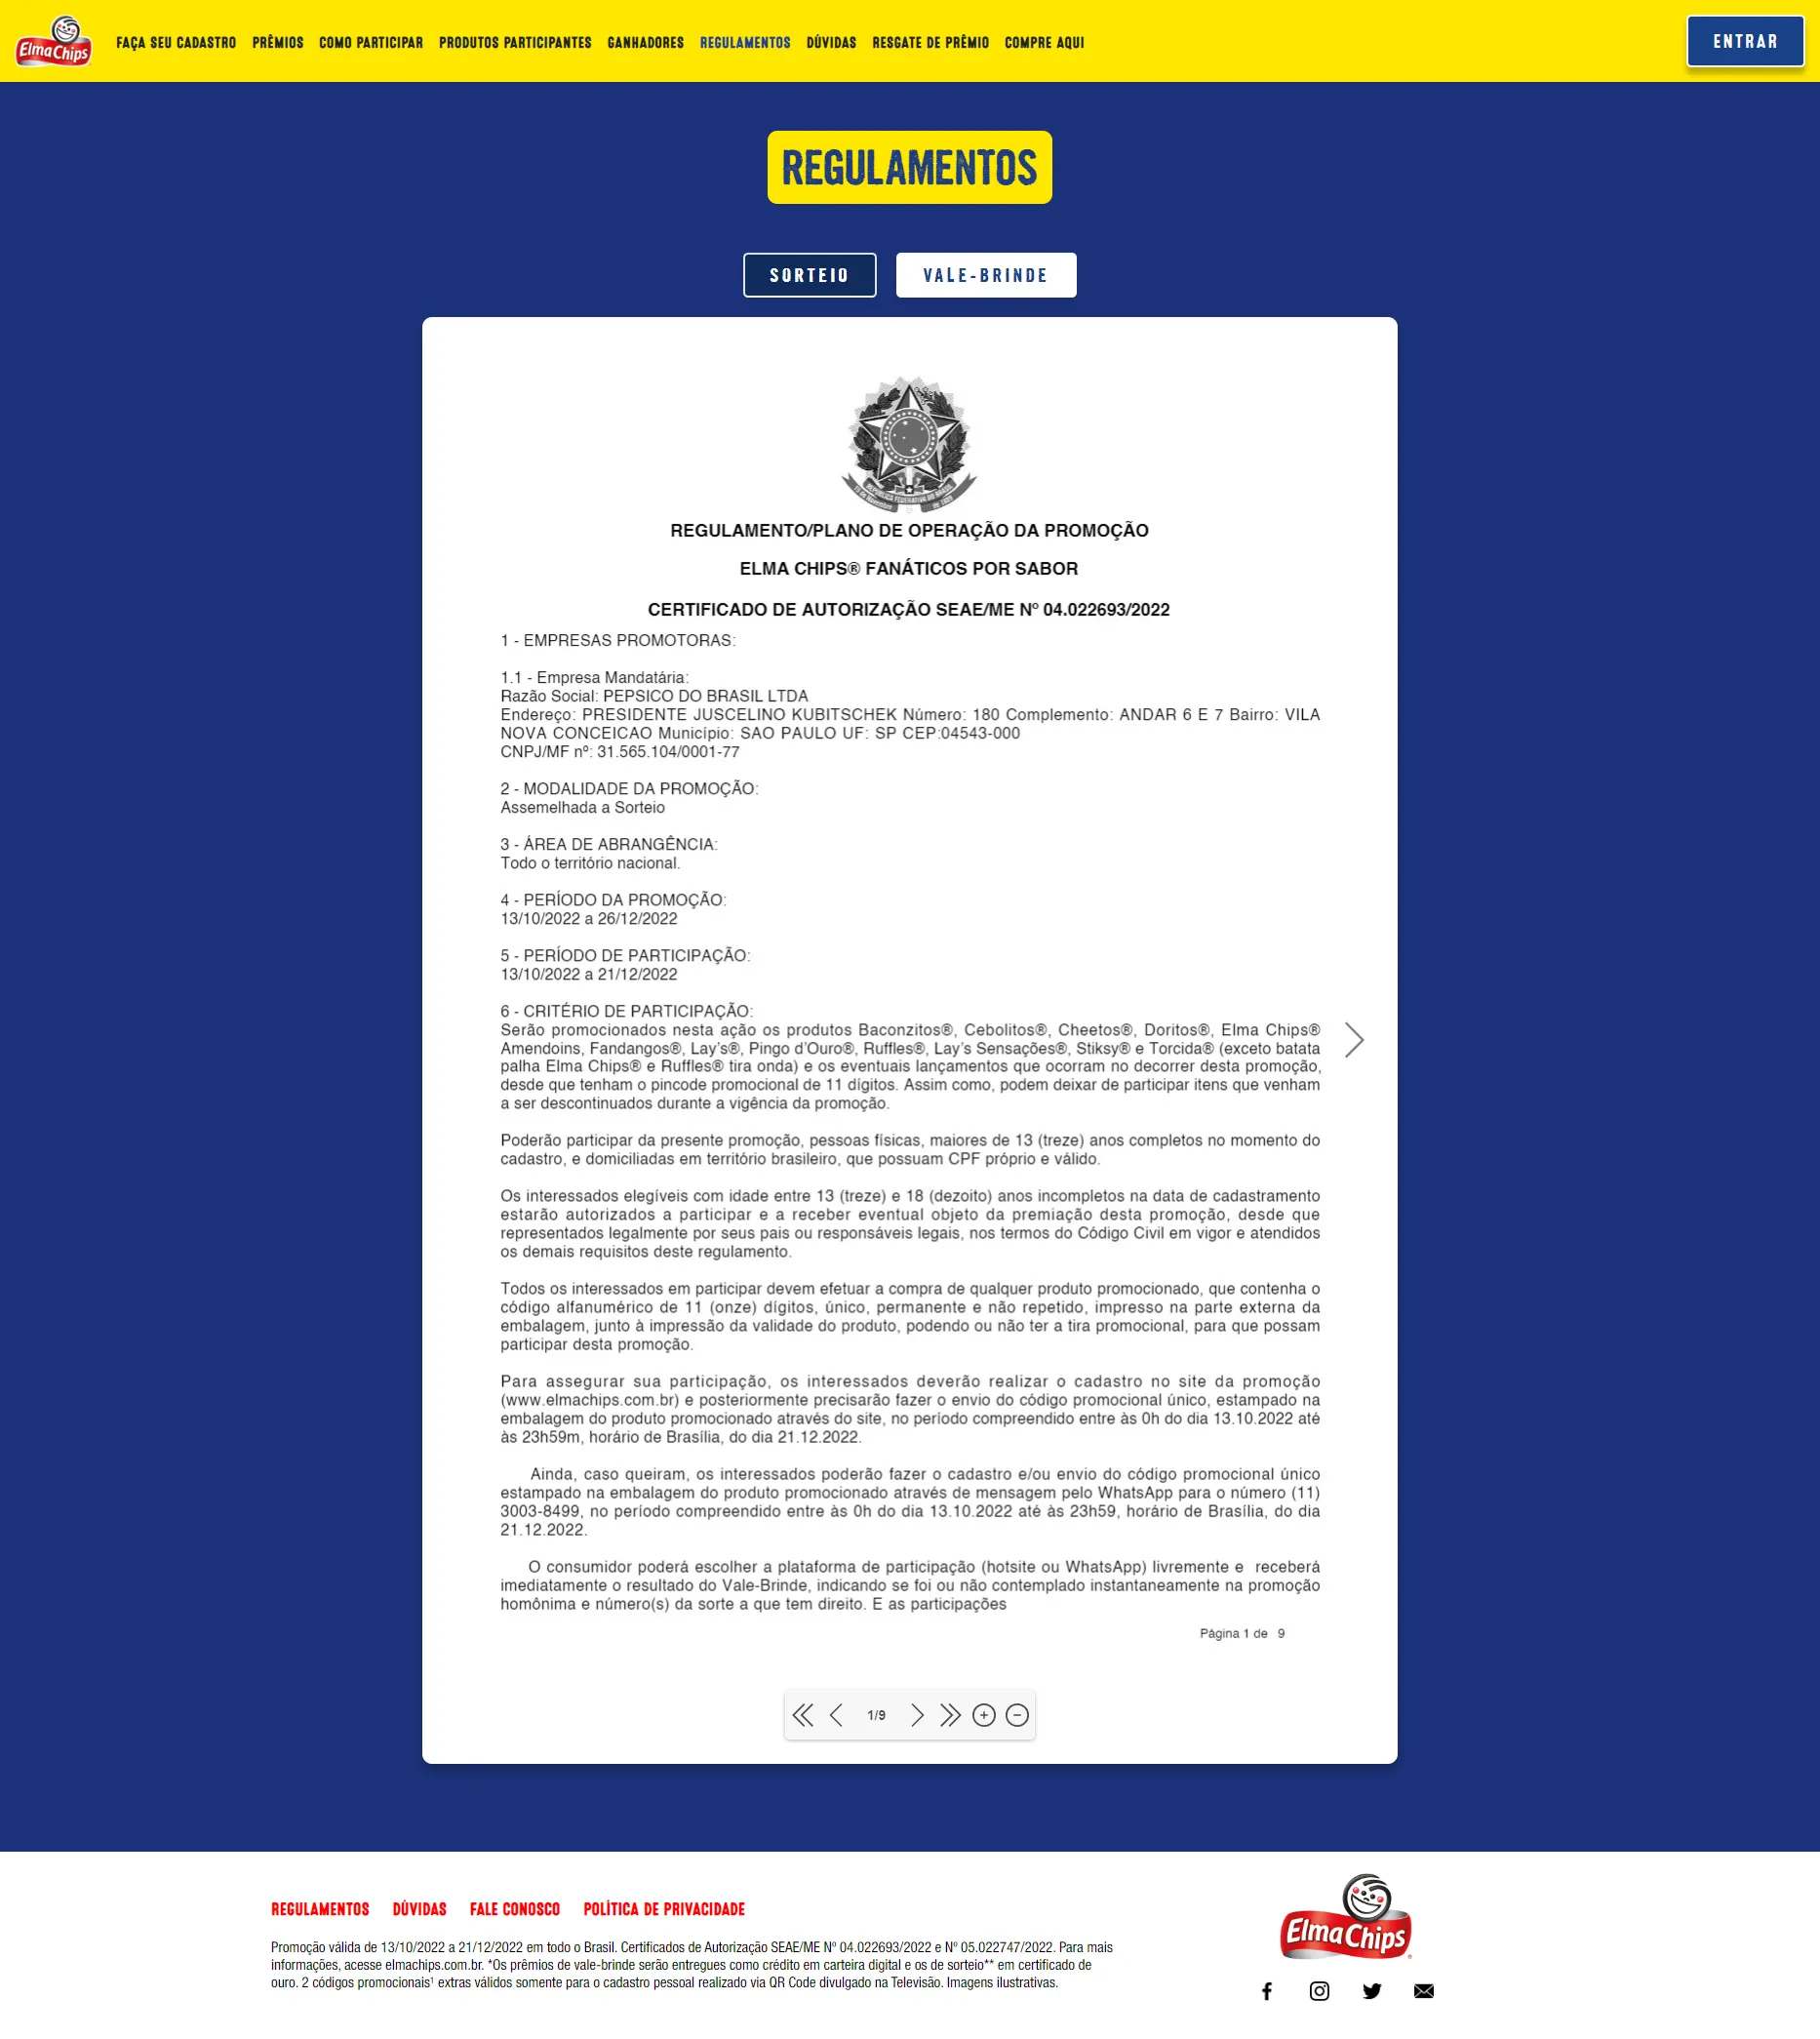 Elma Chips
FAÇA SEU CADASTRO PRÊMIOS COMO PARTICIPAR PRODUTOS PARTICIPANTES GANHADORES REGULAMENTOS DÚVIDAS RESGATE DE PRÊMIO COMPRE AQUI
ENTRAR
REGULAMENTOS
SORTEIO VALE-BRINDE
REGULAMENTO/PLANO DE OPERAÇÃO DA PROMOÇÃO
ELMA CHIPS® FANÁTICOS POR SABOR
CERTIFICADO DE AUTORIZAÇÃO SEAE/ME Nº 04.022693/2022
1 - EMPRESAS PROMOTORAS:
1.1 - Empresa Mandatária:
Razão Social: PEPSICO DO BRASIL LTDA
Endereço: PRESIDENTE JUSCELINO KUBITSCHEK Número: 180 Complemento: ANDAR 6 E 7 Bairro: VILA
NOVA CONCEICAO Município: SAO PAULO UF: SP CEP:04543-000
CNPJ/MF nº: 31.565.104/0001-77
2 - MODALIDADE DA PROMOÇÃO:
Assemelhada a Sorteio
3 - ÁREA DE ABRANGÊNCIA:
Todo o território nacional.
4 - PERÍODO DA PROMOÇÃO:
13/10/2022 a 26/12/2022
5 - PERÍODO DE PARTICIPAÇÃO:
13/10/2022 a 21/12/2022
6 - CRITÉRIO DE PARTICIPAÇÃO:
Serão promocionados nesta ação os produtos Baconzitos®, Cebolitos®, Cheetos®, Doritos®, Elma Chips®
Amendoins, Fandangos®, Lay's®, Pingo d'Ouro®, Ruffles®, Lay's Sensações®, Stiksy® e Torcida® (exceto batata
palha Elma Chips® e Ruffles® tira onda) e os eventuais lançamentos que ocorram no decorrer desta promoção,
desde que tenham o pincode promocional de 11 dígitos. Assim como, podem deixar de participar itens que venham
a ser descontinuados durante a vigência da promoção.
Poderão participar da presente promoção, pessoas físicas, maiores de 13 (treze) anos completos no momento do
cadastro, e domiciliadas em território brasileiro, que possuam CPF próprio e válido.
Os interessados elegíveis com idade entre 13 (treze) e 18 (dezoito) anos incompletos na data de cadastramento
estarão autorizados a participar e a receber eventual objeto da premiação desta promoção, desde que
representados legalmente por seus pais ou responsáveis legais, nos termos do Código Civil em vigor e atendidos
os demais requisitos deste regulamento.
Todos os interessados em participar devem efetuar a compra de qualquer produto promocionado, que contenha o
código alfanumérico de 11 (onze) dígitos, único, permanente e não repetido, impresso na parte externa da
embalagem, junto à impressão da validade do produto, podendo ou não ter a tira promocional, para que possam
participar desta promoção.
Para assegurar sua participação, os interessados deverão realizar o cadastro no site da promoção
(www.elmachips.com.br) e posteriormente precisarão fazer o envio do código promocional único, estampado na
embalagem do produto promocionado através do site, no período compreendido entre às 0h do dia 13.10.2022 até
às 23h59m, horário de Brasília, do dia 21.12.2022.
Ainda, caso queiram, os interessados poderão fazer o cadastro e/ou envio do código promocional único
estampado na embalagem do produto promocionado através de mensagem pelo WhatsApp para o número (11)
3003-8499, no período compreendido entre às 0h do dia 13.10.2022 até às 23h59, horário de Brasília, do dia
21.12.2022.
O consumidor poderá escolher a plataforma de participação (hotsite ou WhatsApp) livremente e receberá
imediatamente o resultado do Vale-Brinde, indicando se foi ou não contemplado instantaneamente na promoção
homônima e número(s) da sorte a que tem direito. E as participações
Página 1 de 9
1/9
REGULAMENTOS DÚVIDAS FALE CONOSCO POLÍTICA DE PRIVACIDADE
Promoção válida de 13/10/2022 a 21/12/2022 em todo o Brasil. Certificados de Autorização SEAE/ME Nº 04.022693/2022 e Nº 05.022747/2022. Para mais
informações, acesse elmachips.com.br. *Os prêmios de vale-brinde serão entregues como crédito em carteira digital e os de sorteio** em certificado de
ouro. 2 códigos promocionais¹ extras válidos somente para o cadastro pessoal realizado via QR Code divulgado na Televisão. Imagens ilustrativas.
Elma Chips